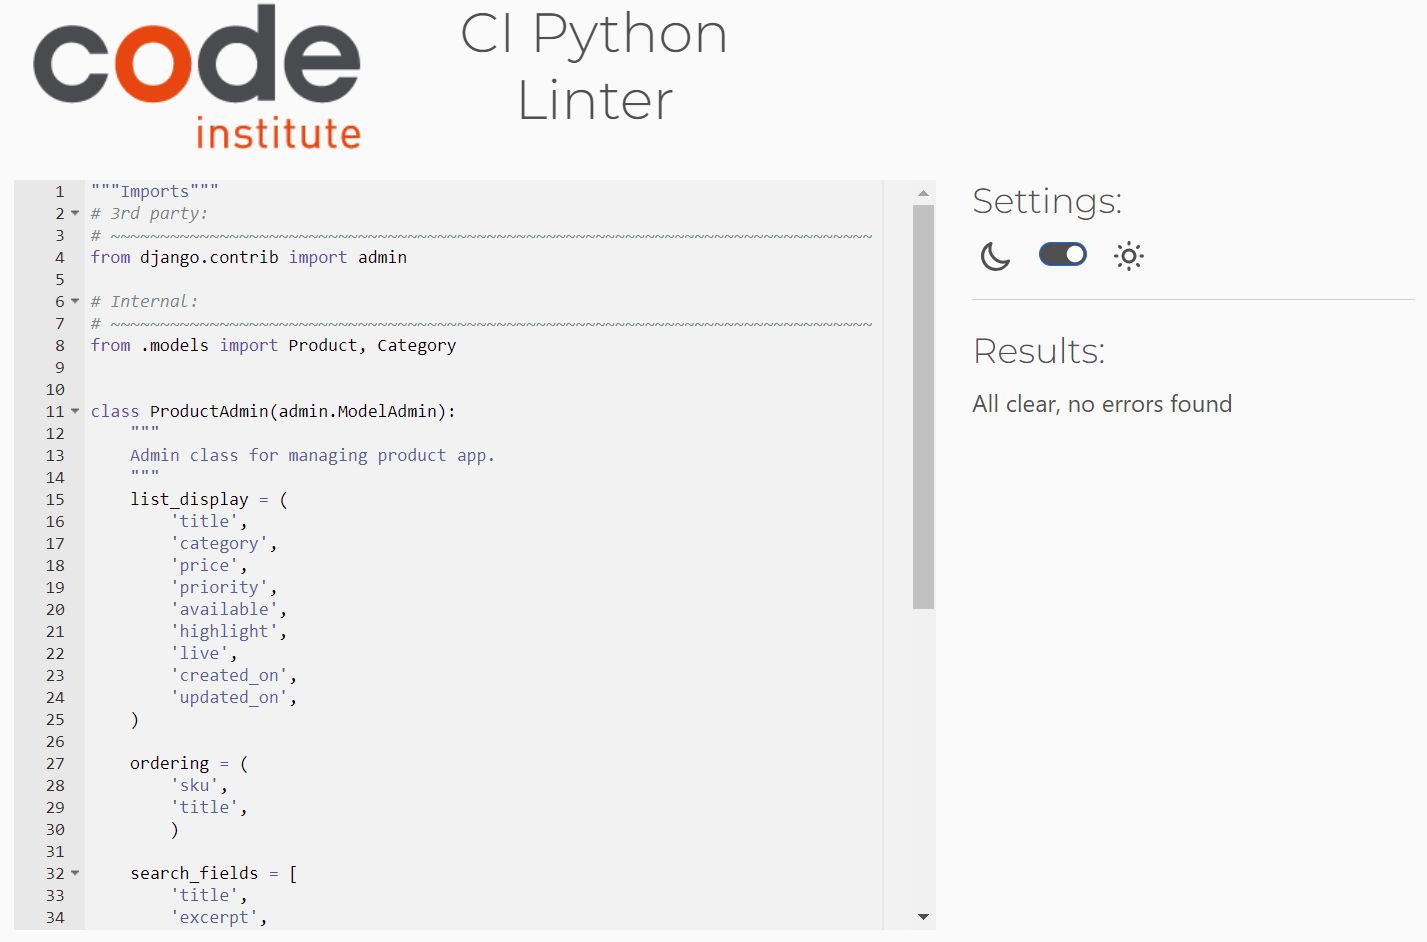 code
institute
CI Python
Linter
1 """Imports"""
2 # 3rd party:
3 # ~~~~~~~~~~~~~~~~~~~~~~~~~~~~~~~~~~~~~~~~~~~~~~~~~~~~~~~~~~~~~~~~~~~~~~~~~~~~~
4 from django.contrib import admin
5
6 # Internal:
7 # ~~~~~~~~~~~~~~~~~~~~~~~~~~~~~~~~~~~~~~~~~~~~~~~~~~~~~~~~~~~~~~~~~~~~~~~~~~~~~
8 from .models import Product, Category
9
10
11 class ProductAdmin(admin.ModelAdmin):
12     """
13     Admin class for managing product app.
14     """
15     list_display = (
16         'title',
17         'category',
18         'price',
19         'priority',
20         'available',
21         'highlight',
22         'live',
23         'created_on',
24         'updated_on',
25     )
26
27     ordering = (
28         'sku',
29         'title',
30         )
31
32     search_fields = [
33         'title',
34         'excerpt',
Settings:
Results:
All clear, no errors found